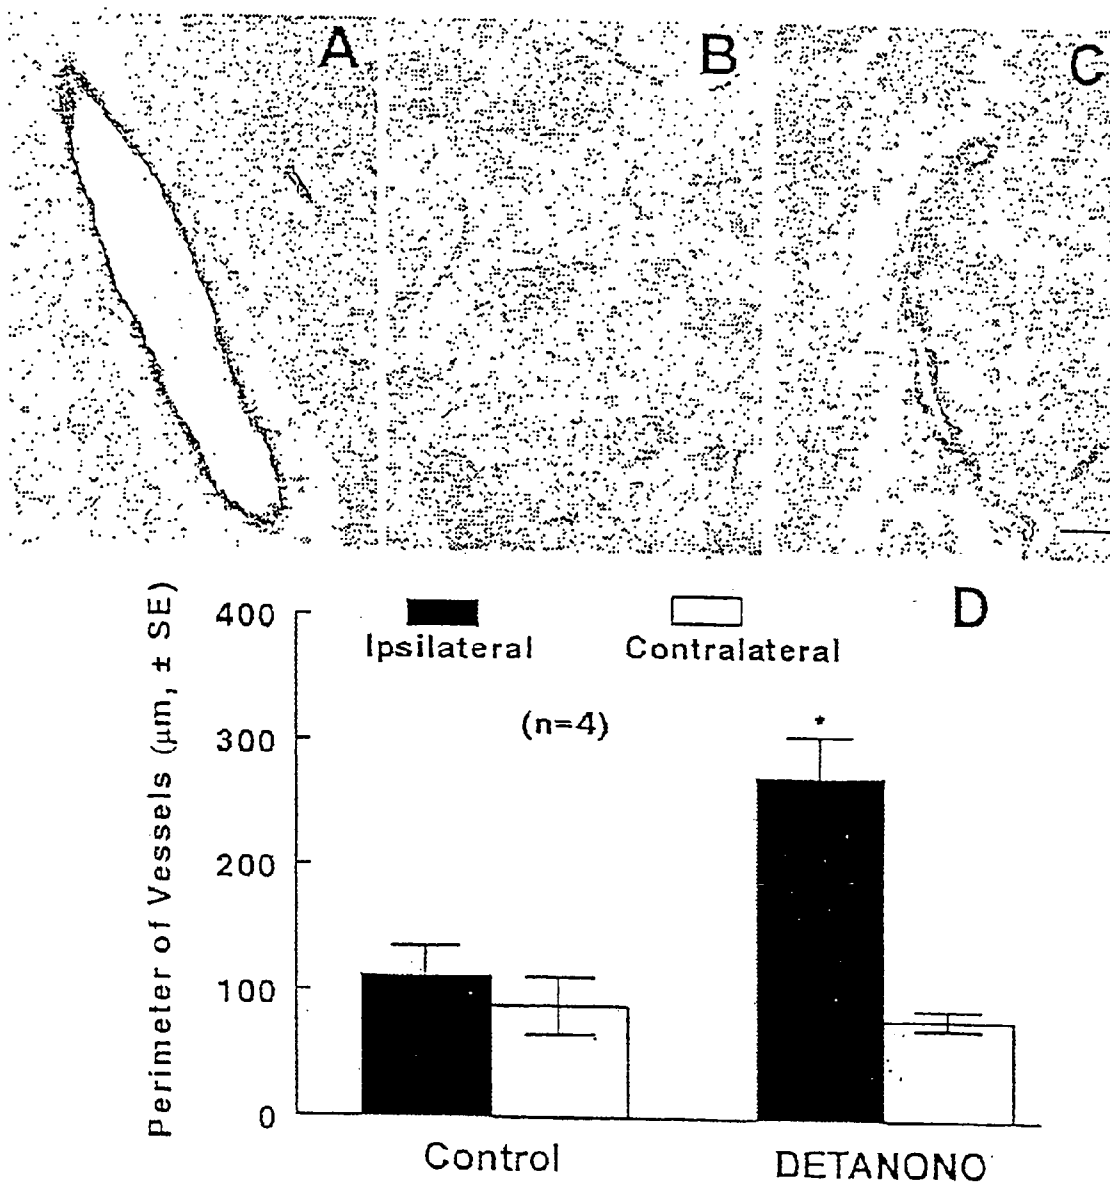 A
B
C
D
Perimeter of Vessels (µm, ± SE)
400
300
200
100
0
Ipsilateral
Contralateral
(n=4)
*
Control
DETANONO